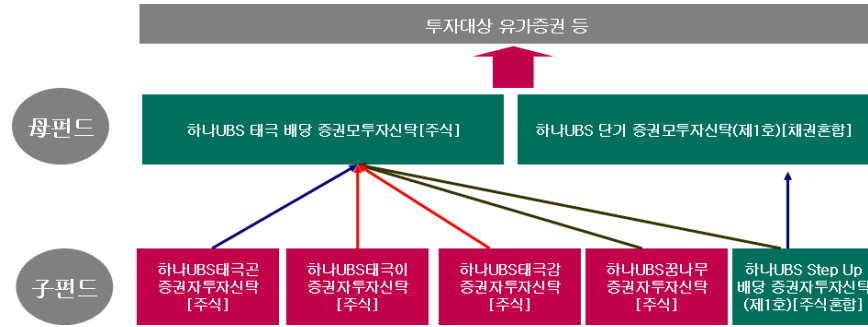 투자대상 유가증권 등
母펀드
하나UBS 태극 배당 증권모투자신탁[주식]
하나UBS 단기 증권모투자신탁(제1호)[채권혼합]
子펀드
하나UBS태극곤
증권자투자신탁
[주식]
하나UBS태극이
증권자투자신탁
[주식]
하나UBS태극감
증권자투자신탁
[주식]
하나UBS꿈나무
증권자투자신탁
[주식]
하나UBS Step Up
배당 증권자투자신탁
(제1호)[주식혼합]